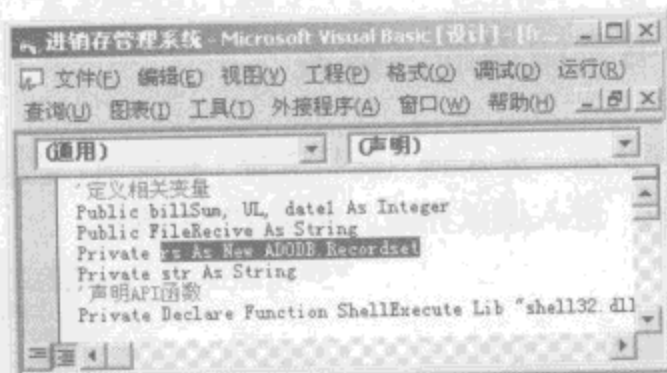 进销存管理系统 - Microsoft Visual Basic [设计] - [fr...
文件(F) 编辑(E) 视图(V) 工程(P) 格式(O) 调试(D) 运行(R)
查询(U) 图表(I) 工具(T) 外接程序(A) 窗口(W) 帮助(H)
(通用) (声明)
'定义相关变量
Public billSum, UL, date1 As Integer
Public FileRecive As String
Private rs As New ADODB.Recordset
Private str As String
'声明API函数
Private Declare Function ShellExecute Lib "shell32.dll